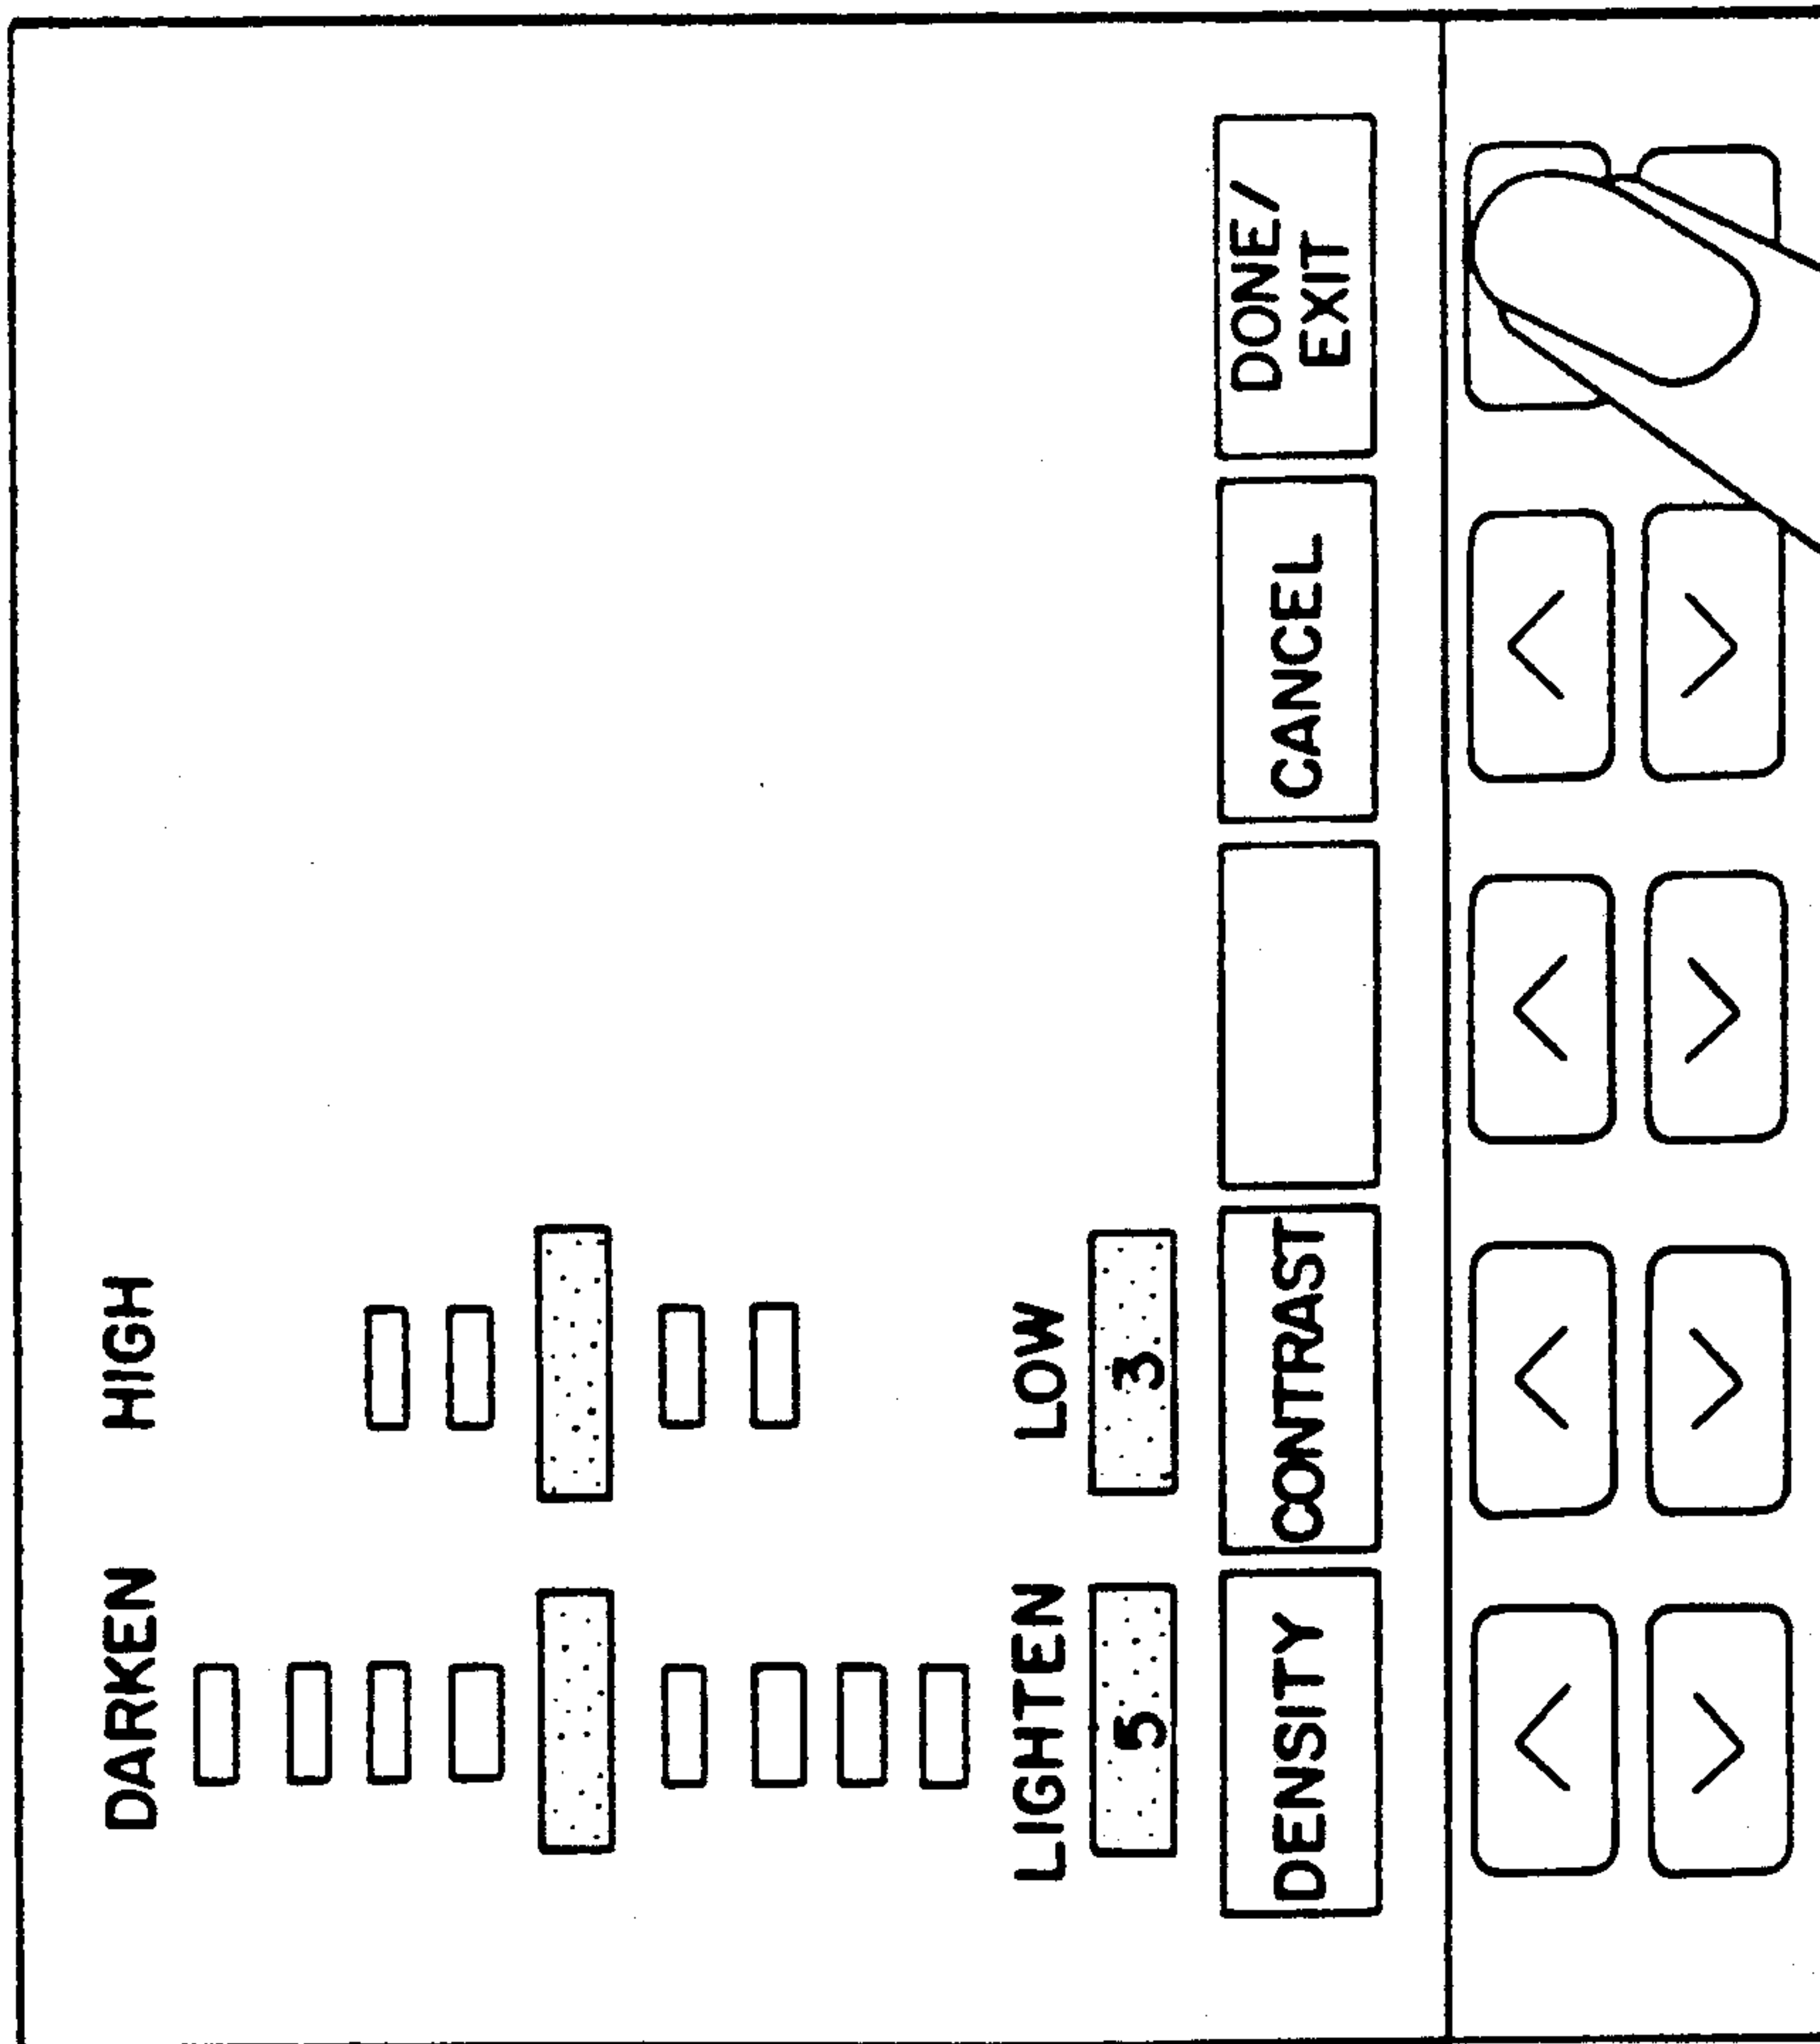 DARKEN HIGH
LIGHTEN LOW
5 3
DENSITY CONTRAST CANCEL DONE/
EXIT